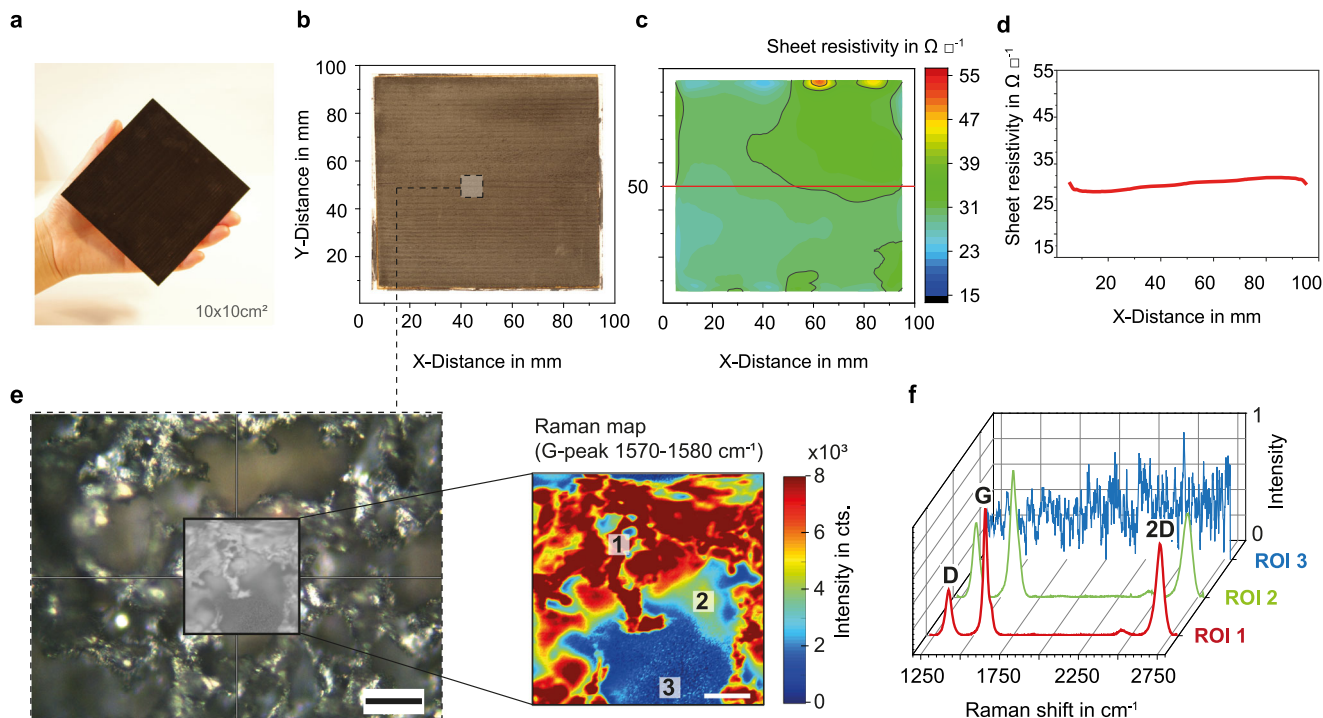 a
10x10cm²
b
Y-Distance in mm
100
80
60
40
20
0
20
40
60
80
100
X-Distance in mm
c
Sheet resistivity in Ω □⁻¹
50
0
20
40
60
80
100
X-Distance in mm
55
47
39
31
23
15
d
Sheet resistivity in Ω □⁻¹
55
45
35
25
15
0
20
40
60
80
100
X-Distance in mm
e
Raman map
(G-peak 1570-1580 cm⁻¹)
1
2
3
x10³
8
6
4
2
0
Intensity in cts.
f
D
G
2D
1
0
Intensity
ROI 3
ROI 2
ROI 1
1250
1750
2250
2750
Raman shift in cm⁻¹